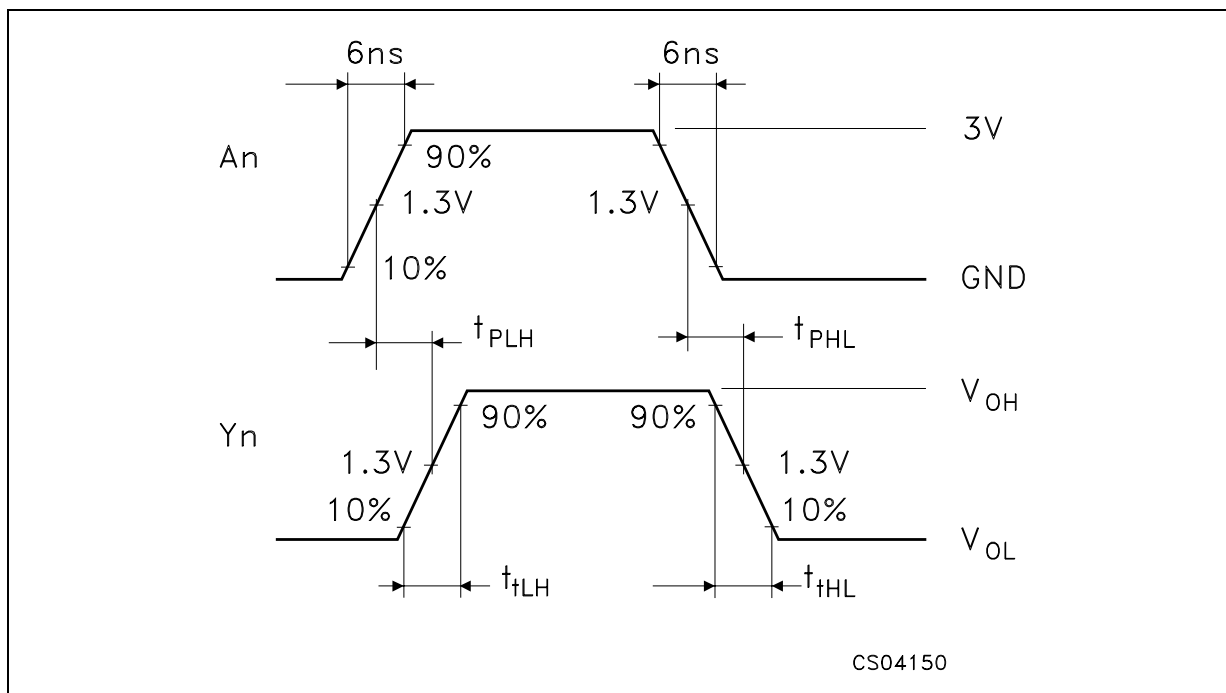 6ns 6ns
3V
An
90%
1.3V 1.3V
10%
GND
tPLH tPHL
VOH
90% 90%
Yn
1.3V 1.3V
10% 10%
VOL
ttLH ttHL
CS04150